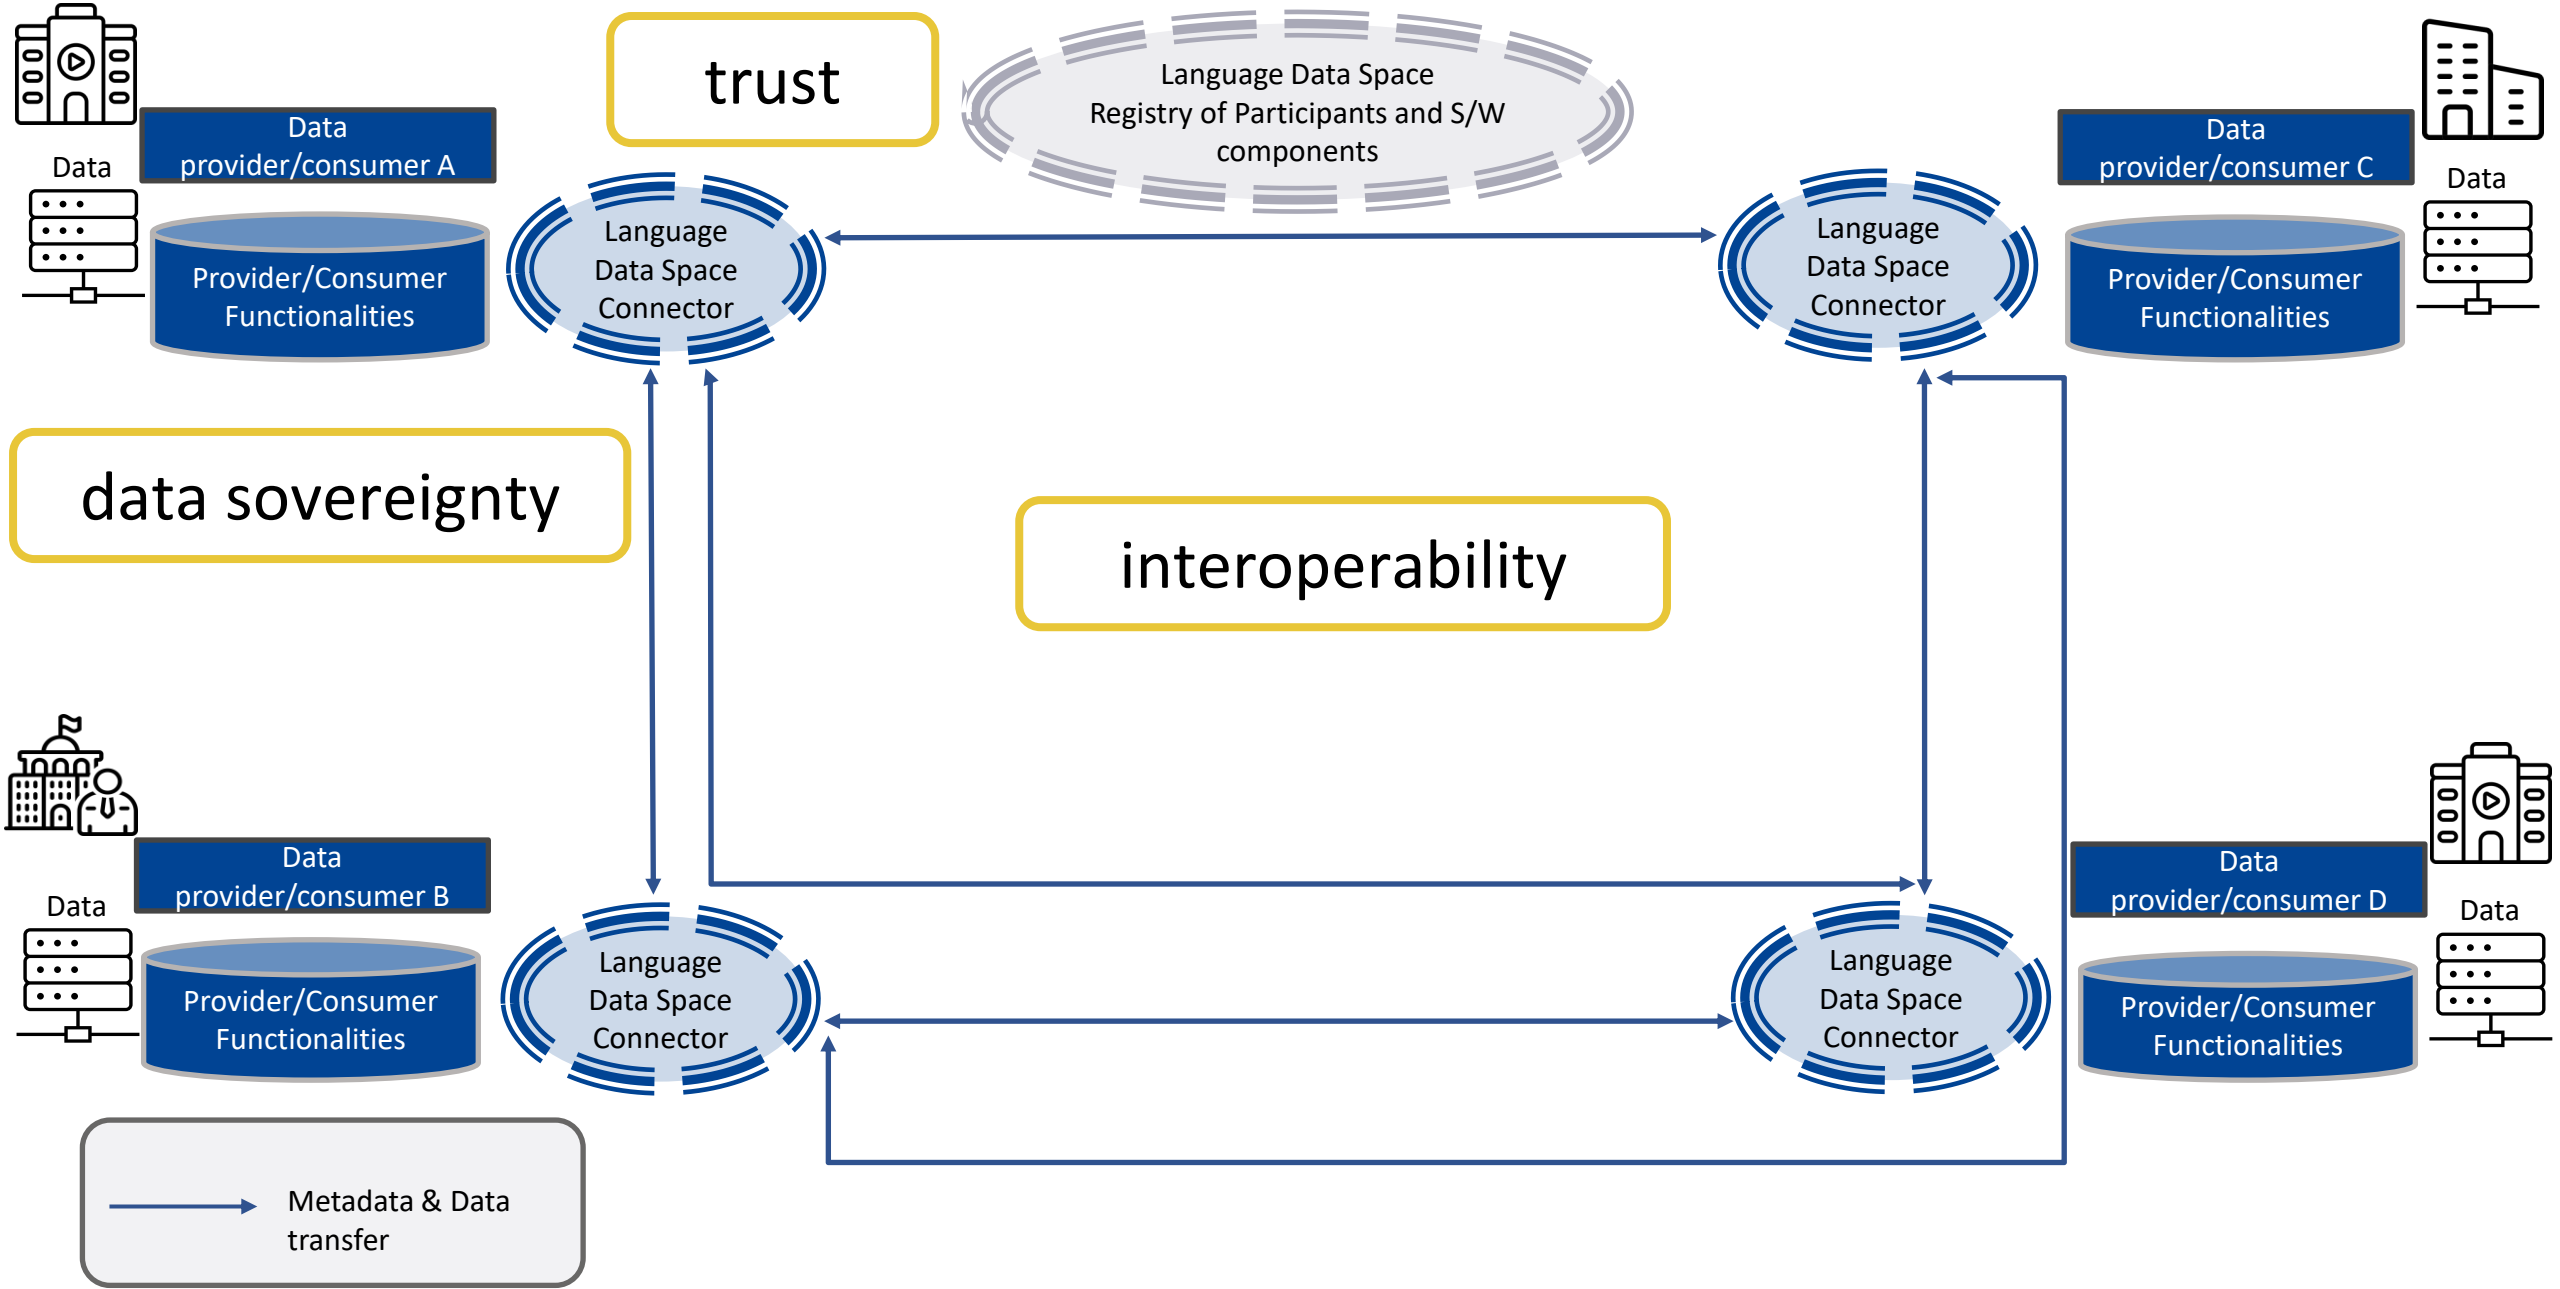 trust
Language Data Space
Registry of Participants and S/W
components
Data
provider/consumer A
Data
Provider/Consumer
Functionalities
Language
Data Space
Connector
Language
Data Space
Connector
Data
provider/consumer C
Data
Provider/Consumer
Functionalities
data sovereignty
interoperability
Data
provider/consumer B
Data
Provider/Consumer
Functionalities
Language
Data Space
Connector
Language
Data Space
Connector
Data
provider/consumer D
Data
Provider/Consumer
Functionalities
Metadata & Data
transfer